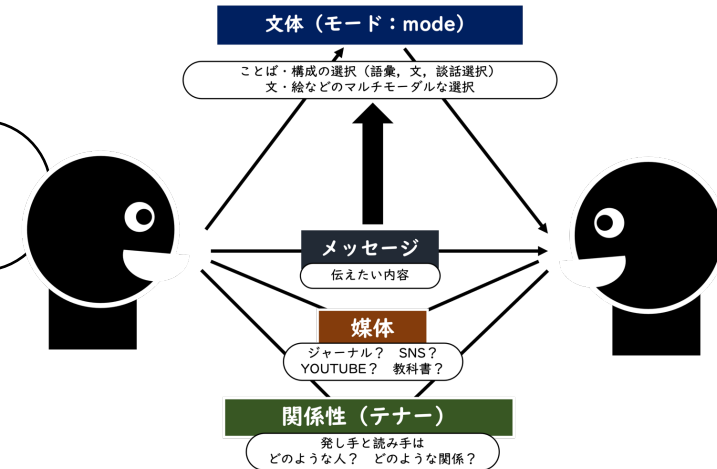 文体（モード：mode）
ことば・構成の選択（語彙，文，談話選択）
文・絵などのマルチモーダルな選択
メッセージ
伝えたい内容
媒体
ジャーナル？　SNS？
YOUTUBE？　教科書？
関係性（テナー）
発し手と読み手は
どのような人？　どのような関係？